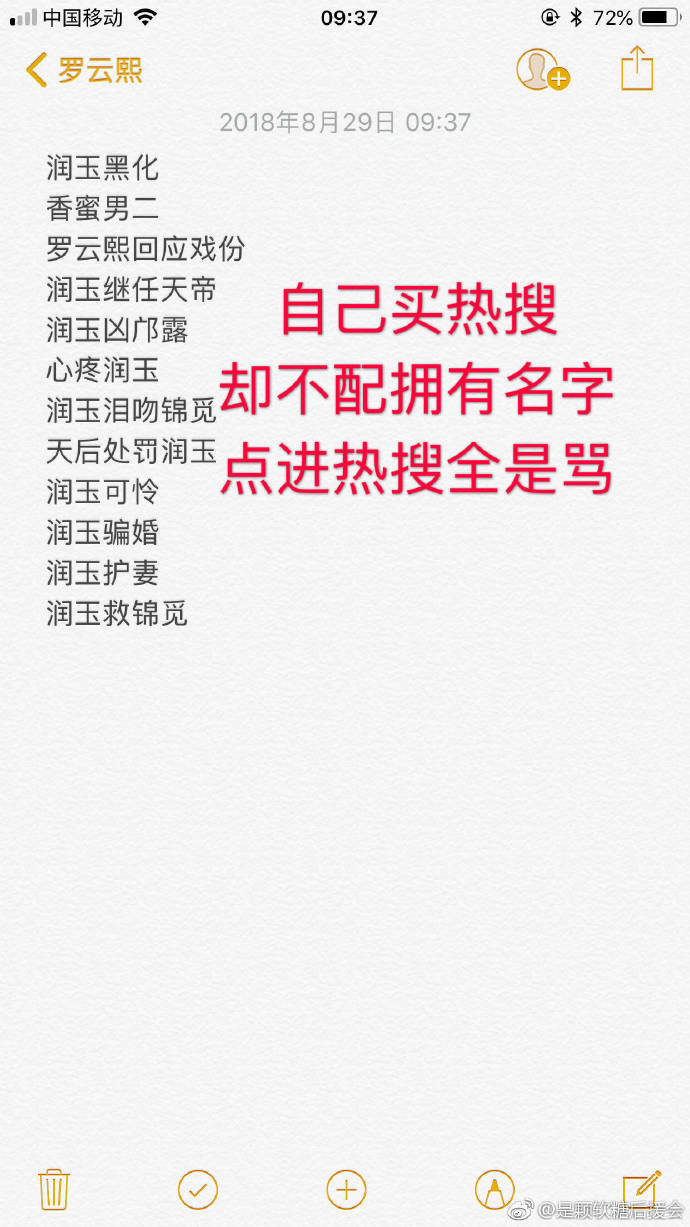 中国移动 09:37 72%
罗云熙
2018年8月29日 09:37
润玉黑化
香蜜男二
罗云熙回应戏份
润玉继任天帝
润玉凶邝露
心疼润玉
润玉泪吻锦觅
天后处罚润玉
润玉可怜
润玉骗婚
润玉护妻
润玉救锦觅
自己买热搜
却不配拥有名字
点进热搜全是骂
@是颗软糖后援会